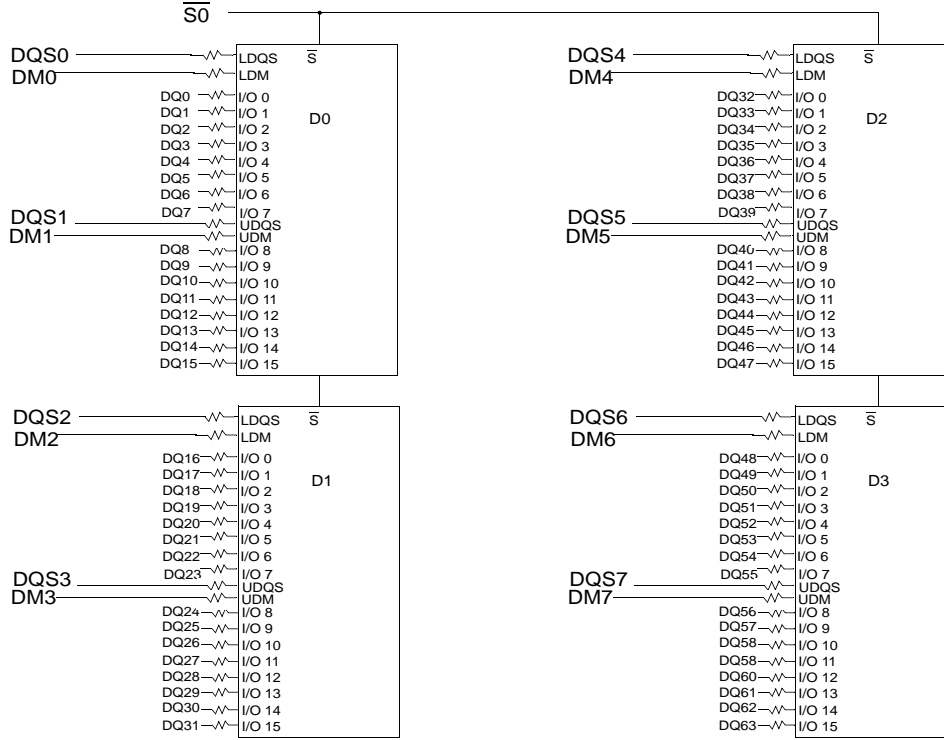 S0
DQS0
DM0
LDQS
S
LDM
DQ0 I/O 0
DQ1 I/O 1
DQ2 I/O 2
DQ3 I/O 3
DQ4 I/O 4
DQ5 I/O 5
DQ6 I/O 6
DQ7 I/O 7
D0
DQS1
DM1
UDQS
UDM
DQ8 I/O 8
DQ9 I/O 9
DQ10 I/O 10
DQ11 I/O 11
DQ12 I/O 12
DQ13 I/O 13
DQ14 I/O 14
DQ15 I/O 15
DQS4
DM4
LDQS
S
LDM
DQ32 I/O 0
DQ33 I/O 1
DQ34 I/O 2
DQ35 I/O 3
DQ36 I/O 4
DQ37 I/O 5
DQ38 I/O 6
DQ39 I/O 7
D2
DQS5
DM5
UDQS
UDM
DQ40 I/O 8
DQ41 I/O 9
DQ42 I/O 10
DQ43 I/O 11
DQ44 I/O 12
DQ45 I/O 13
DQ46 I/O 14
DQ47 I/O 15
DQS2
DM2
LDQS
S
LDM
DQ16 I/O 0
DQ17 I/O 1
DQ18 I/O 2
DQ19 I/O 3
DQ20 I/O 4
DQ21 I/O 5
DQ22 I/O 6
DQ23 I/O 7
D1
DQS3
DM3
UDQS
UDM
DQ24 I/O 8
DQ25 I/O 9
DQ26 I/O 10
DQ27 I/O 11
DQ28 I/O 12
DQ29 I/O 13
DQ30 I/O 14
DQ31 I/O 15
DQS6
DM6
LDQS
S
LDM
DQ48 I/O 0
DQ49 I/O 1
DQ50 I/O 2
DQ51 I/O 3
DQ52 I/O 4
DQ53 I/O 5
DQ54 I/O 6
DQ55 I/O 7
D3
DQS7
DM7
UDQS
UDM
DQ56 I/O 8
DQ57 I/O 9
DQ58 I/O 10
DQ58 I/O 11
DQ60 I/O 12
DQ61 I/O 13
DQ62 I/O 14
DQ63 I/O 15